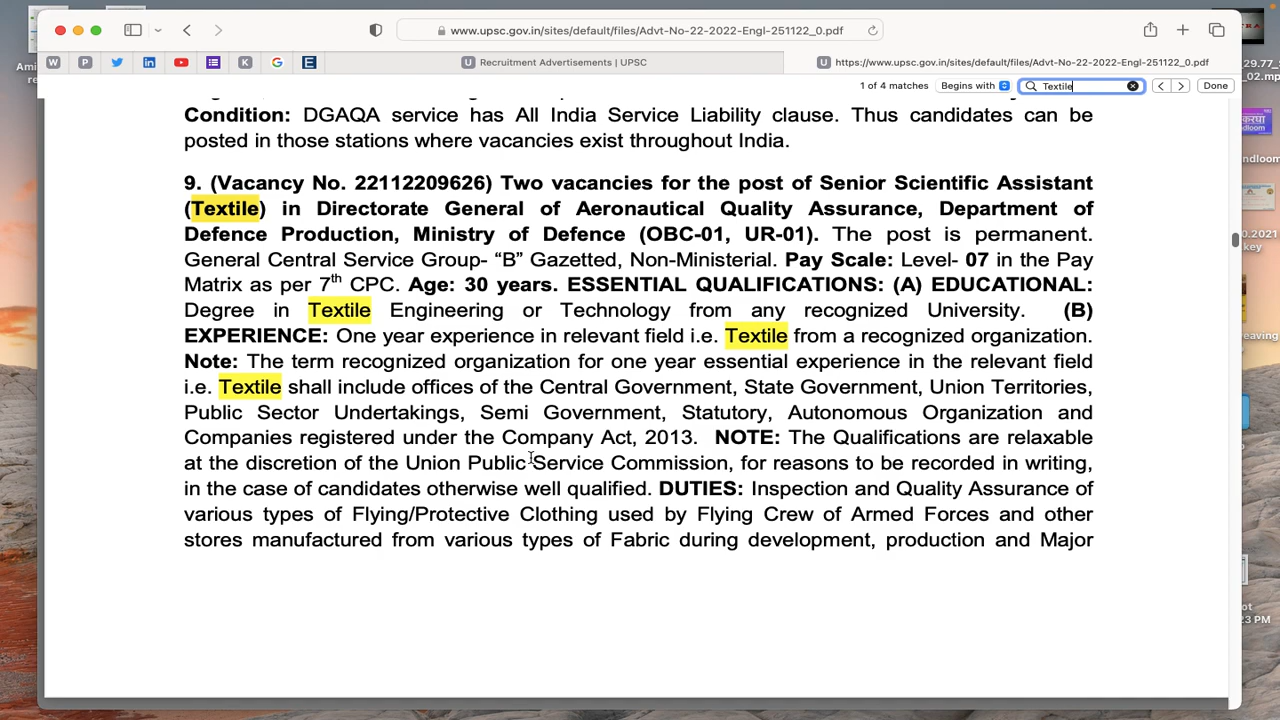 www.upsc.gov.in/sites/default/files/Advt-No-22-2022-Engl-251122_0.pdf
W P K G E
Recruitment Advertisements | UPSC
https://www.upsc.gov.in/sites/default/files/Advt-No-22-2022-Engl-251122_0.pdf
1 of 4 matches Begins with Textile Done
Condition: DGAQA service has All India Service Liability clause. Thus candidates can be
posted in those stations where vacancies exist throughout India.
9. (Vacancy No. 22112209626) Two vacancies for the post of Senior Scientific Assistant
(Textile) in Directorate General of Aeronautical Quality Assurance, Department of
Defence Production, Ministry of Defence (OBC-01, UR-01). The post is permanent.
General Central Service Group- “B” Gazetted, Non-Ministerial. Pay Scale: Level- 07 in the Pay
Matrix as per 7th CPC. Age: 30 years. ESSENTIAL QUALIFICATIONS: (A) EDUCATIONAL:
Degree in Textile Engineering or Technology from any recognized University. (B)
EXPERIENCE: One year experience in relevant field i.e. Textile from a recognized organization.
Note: The term recognized organization for one year essential experience in the relevant field
i.e. Textile shall include offices of the Central Government, State Government, Union Territories,
Public Sector Undertakings, Semi Government, Statutory, Autonomous Organization and
Companies registered under the Company Act, 2013. NOTE: The Qualifications are relaxable
at the discretion of the Union Public Service Commission, for reasons to be recorded in writing,
in the case of candidates otherwise well qualified. DUTIES: Inspection and Quality Assurance of
various types of Flying/Protective Clothing used by Flying Crew of Armed Forces and other
stores manufactured from various types of Fabric during development, production and Major